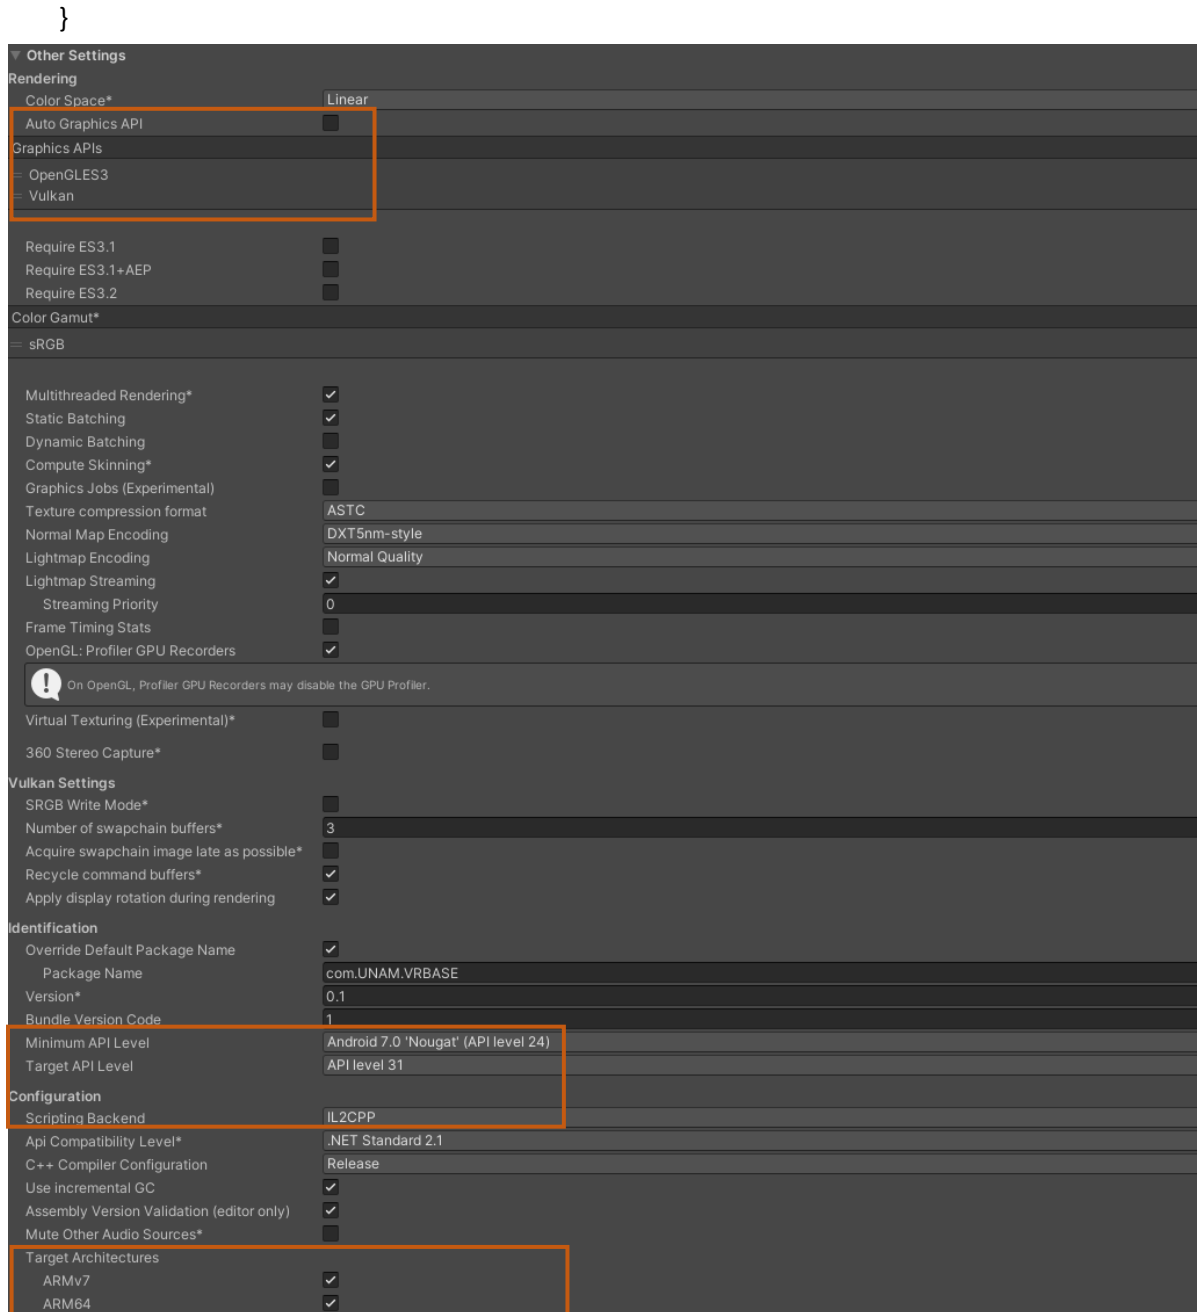 }
Other Settings
Rendering
Color Space* Linear
Auto Graphics API
Graphics APIs
= OpenGLES3
= Vulkan
Require ES3.1
Require ES3.1+AEP
Require ES3.2
Color Gamut*
= sRGB
Multithreaded Rendering*
Static Batching
Dynamic Batching
Compute Skinning*
Graphics Jobs (Experimental)
Texture compression format ASTC
Normal Map Encoding DXT5nm-style
Lightmap Encoding Normal Quality
Lightmap Streaming
Streaming Priority 0
Frame Timing Stats
OpenGL: Profiler GPU Recorders
On OpenGL, Profiler GPU Recorders may disable the GPU Profiler.
Virtual Texturing (Experimental)*
360 Stereo Capture*
Vulkan Settings
SRGB Write Mode*
Number of swapchain buffers* 3
Acquire swapchain image late as possible*
Recycle command buffers*
Apply display rotation during rendering
Identification
Override Default Package Name
Package Name com.UNAM.VRBASE
Version* 0.1
Bundle Version Code 1
Minimum API Level Android 7.0 'Nougat' (API level 24)
Target API Level API level 31
Configuration
Scripting Backend IL2CPP
Api Compatibility Level* .NET Standard 2.1
C++ Compiler Configuration Release
Use incremental GC
Assembly Version Validation (editor only)
Mute Other Audio Sources*
Target Architectures
ARMv7
ARM64